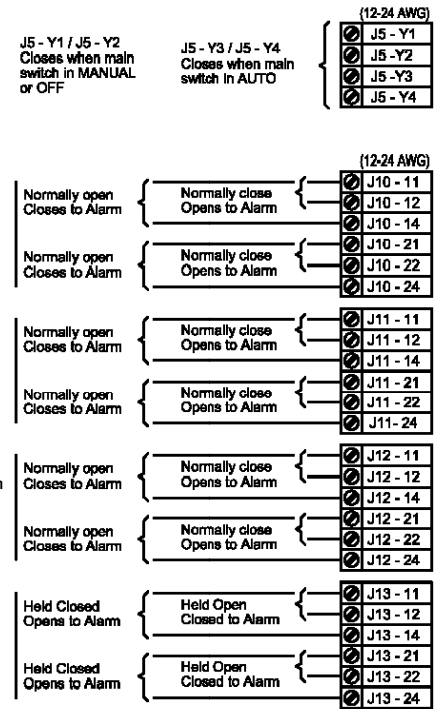 (12-24 AWG)
J5 - Y1 / J5 - Y2
Closes when main
switch in MANUAL
or OFF
J5 - Y3 / J5 - Y4
Closes when main
switch in AUTO
J5 - Y1
J5 -Y2
J5 -Y3
J5 - Y4
(12-24 AWG)
Normally open
Closes to Alarm
Normally close
Opens to Alarm
J10 - 11
J10 - 12
J10 - 14
Normally open
Closes to Alarm
Normally close
Opens to Alarm
J10 - 21
J10 - 22
J10 - 24
Normally open
Closes to Alarm
Normally close
Opens to Alarm
J11 - 11
J11 - 12
J11 - 14
Normally open
Closes to Alarm
Normally close
Opens to Alarm
J11 - 21
J11 - 22
J11- 24
Normally open
Closes to Alarm
Normally close
Opens to Alarm
J12 - 11
J12 - 12
J12 - 14
Normally open
Closes to Alarm
Normally close
Opens to Alarm
J12 - 21
J12 - 22
J12 - 24
Held Closed
Opens to Alarm
Held Open
Closed to Alarm
J13 - 11
J13 - 12
J13 - 14
Held Closed
Opens to Alarm
Held Open
Closed to Alarm
J13 - 21
J13 - 22
J13 - 24